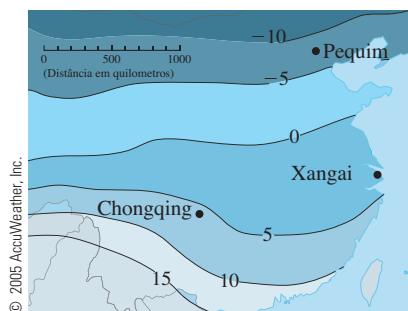 −10
0 500 1000
(Distância em quilometros)
Pequim
−5
0
Xangai
Chongqing
5
15
10
© 2005 AccuWeather, Inc.